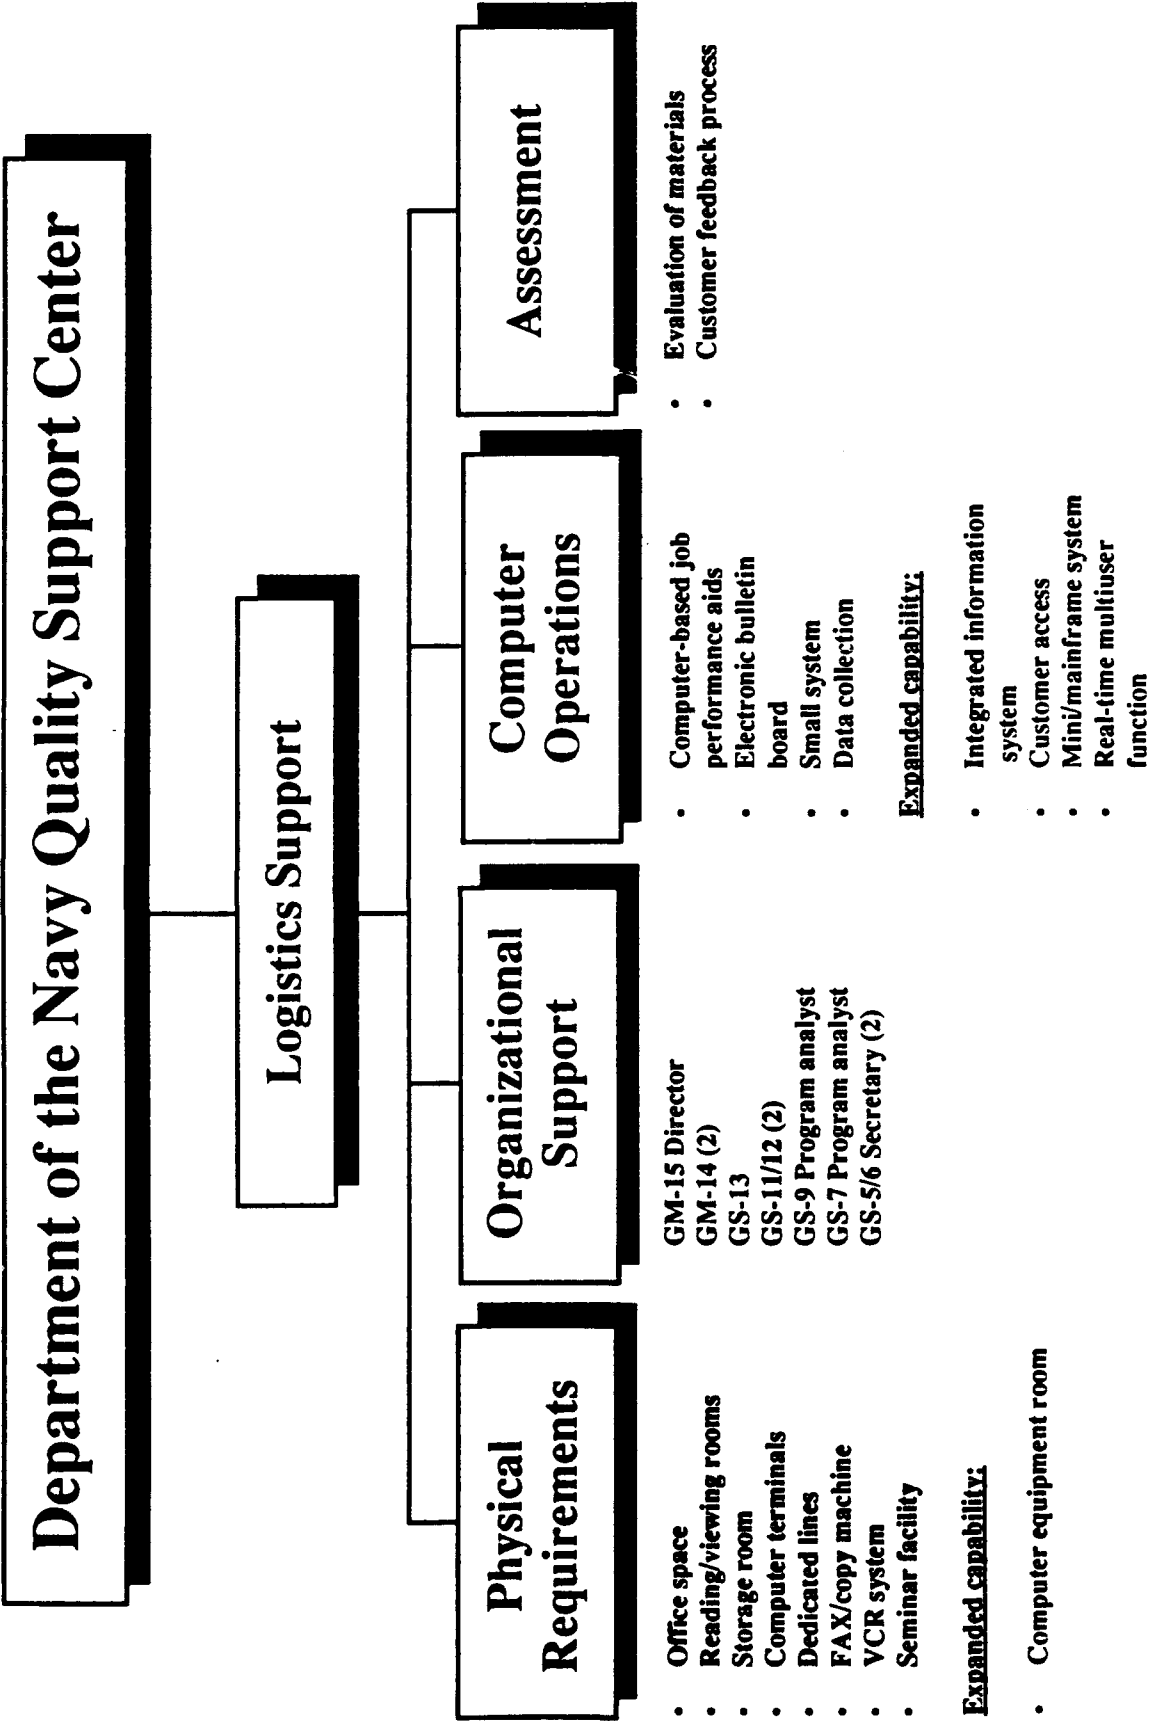 Department of the Navy Quality Support Center
Logistics Support
Physical
Requirements
• Office space
• Reading/viewing rooms
• Storage room
• Computer terminals
• Dedicated lines
• FAX/copy machine
• VCR system
• Seminar facility
Expanded capability:
• Computer equipment room
Organizational
Support
GM-15 Director
GM-14 (2)
GS-13
GS-11/12 (2)
GS-9 Program analyst
GS-7 Program analyst
GS-5/6 Secretary (2)
Computer
Operations
• Computer-based job
performance aids
• Electronic bulletin
board
• Small system
• Data collection
Expanded capability:
• Integrated information
system
• Customer access
• Mini/mainframe system
• Real-time multiuser
function
Assessment
• Evaluation of materials
• Customer feedback process